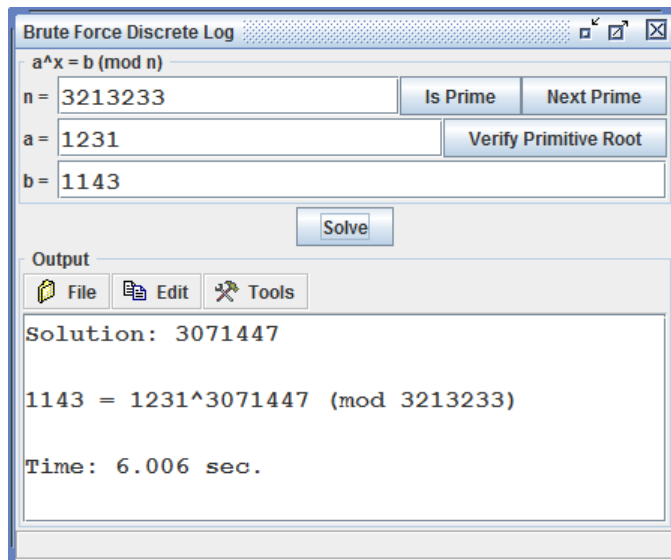 Brute Force Discrete Log
a^x = b (mod n)
n = 3213233 Is Prime Next Prime
a = 1231 Verify Primitive Root
b = 1143
Solve
Output
File Edit Tools
Solution: 3071447
1143 = 1231^3071447 (mod 3213233)
Time: 6.006 sec.